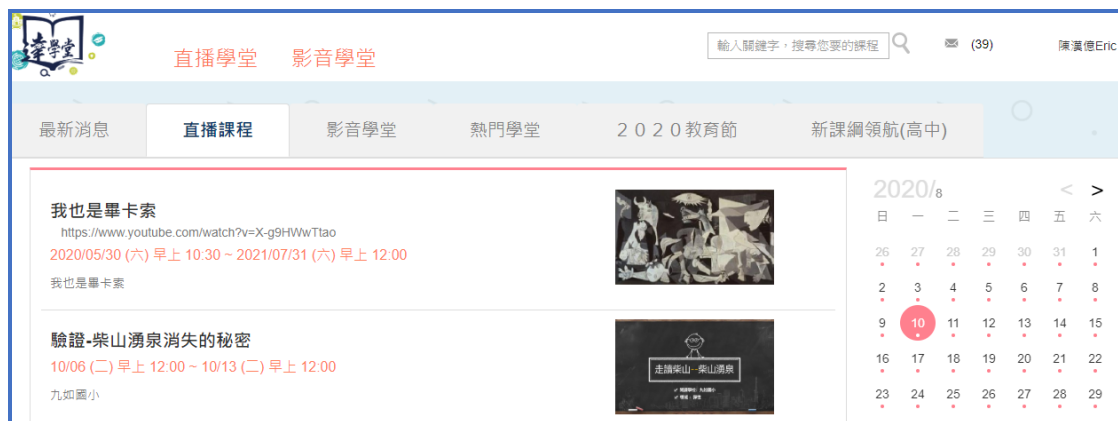 達學堂
直播學堂 影音學堂
輸入關鍵字，搜尋您要的課程
(39)
陳漢億Eric
最新消息 直播課程 影音學堂 熱門學堂 ２０２０教育節 新課綱領航(高中)
我也是畢卡索
https://www.youtube.com/watch?v=X-g9HWwTtao
2020/05/30 (六) 早上 10:30 ~ 2021/07/31 (六) 早上 12:00
我也是畢卡索
驗證-柴山湧泉消失的秘密
10/06 (二) 早上 12:00 ~ 10/13 (二) 早上 12:00
九如國小
走讀柴山--柴山湧泉
2020/8 < >
日 一 二 三 四 五 六
26 27 28 29 30 31 1
2 3 4 5 6 7 8
9 10 11 12 13 14 15
16 17 18 19 20 21 22
23 24 25 26 27 28 29